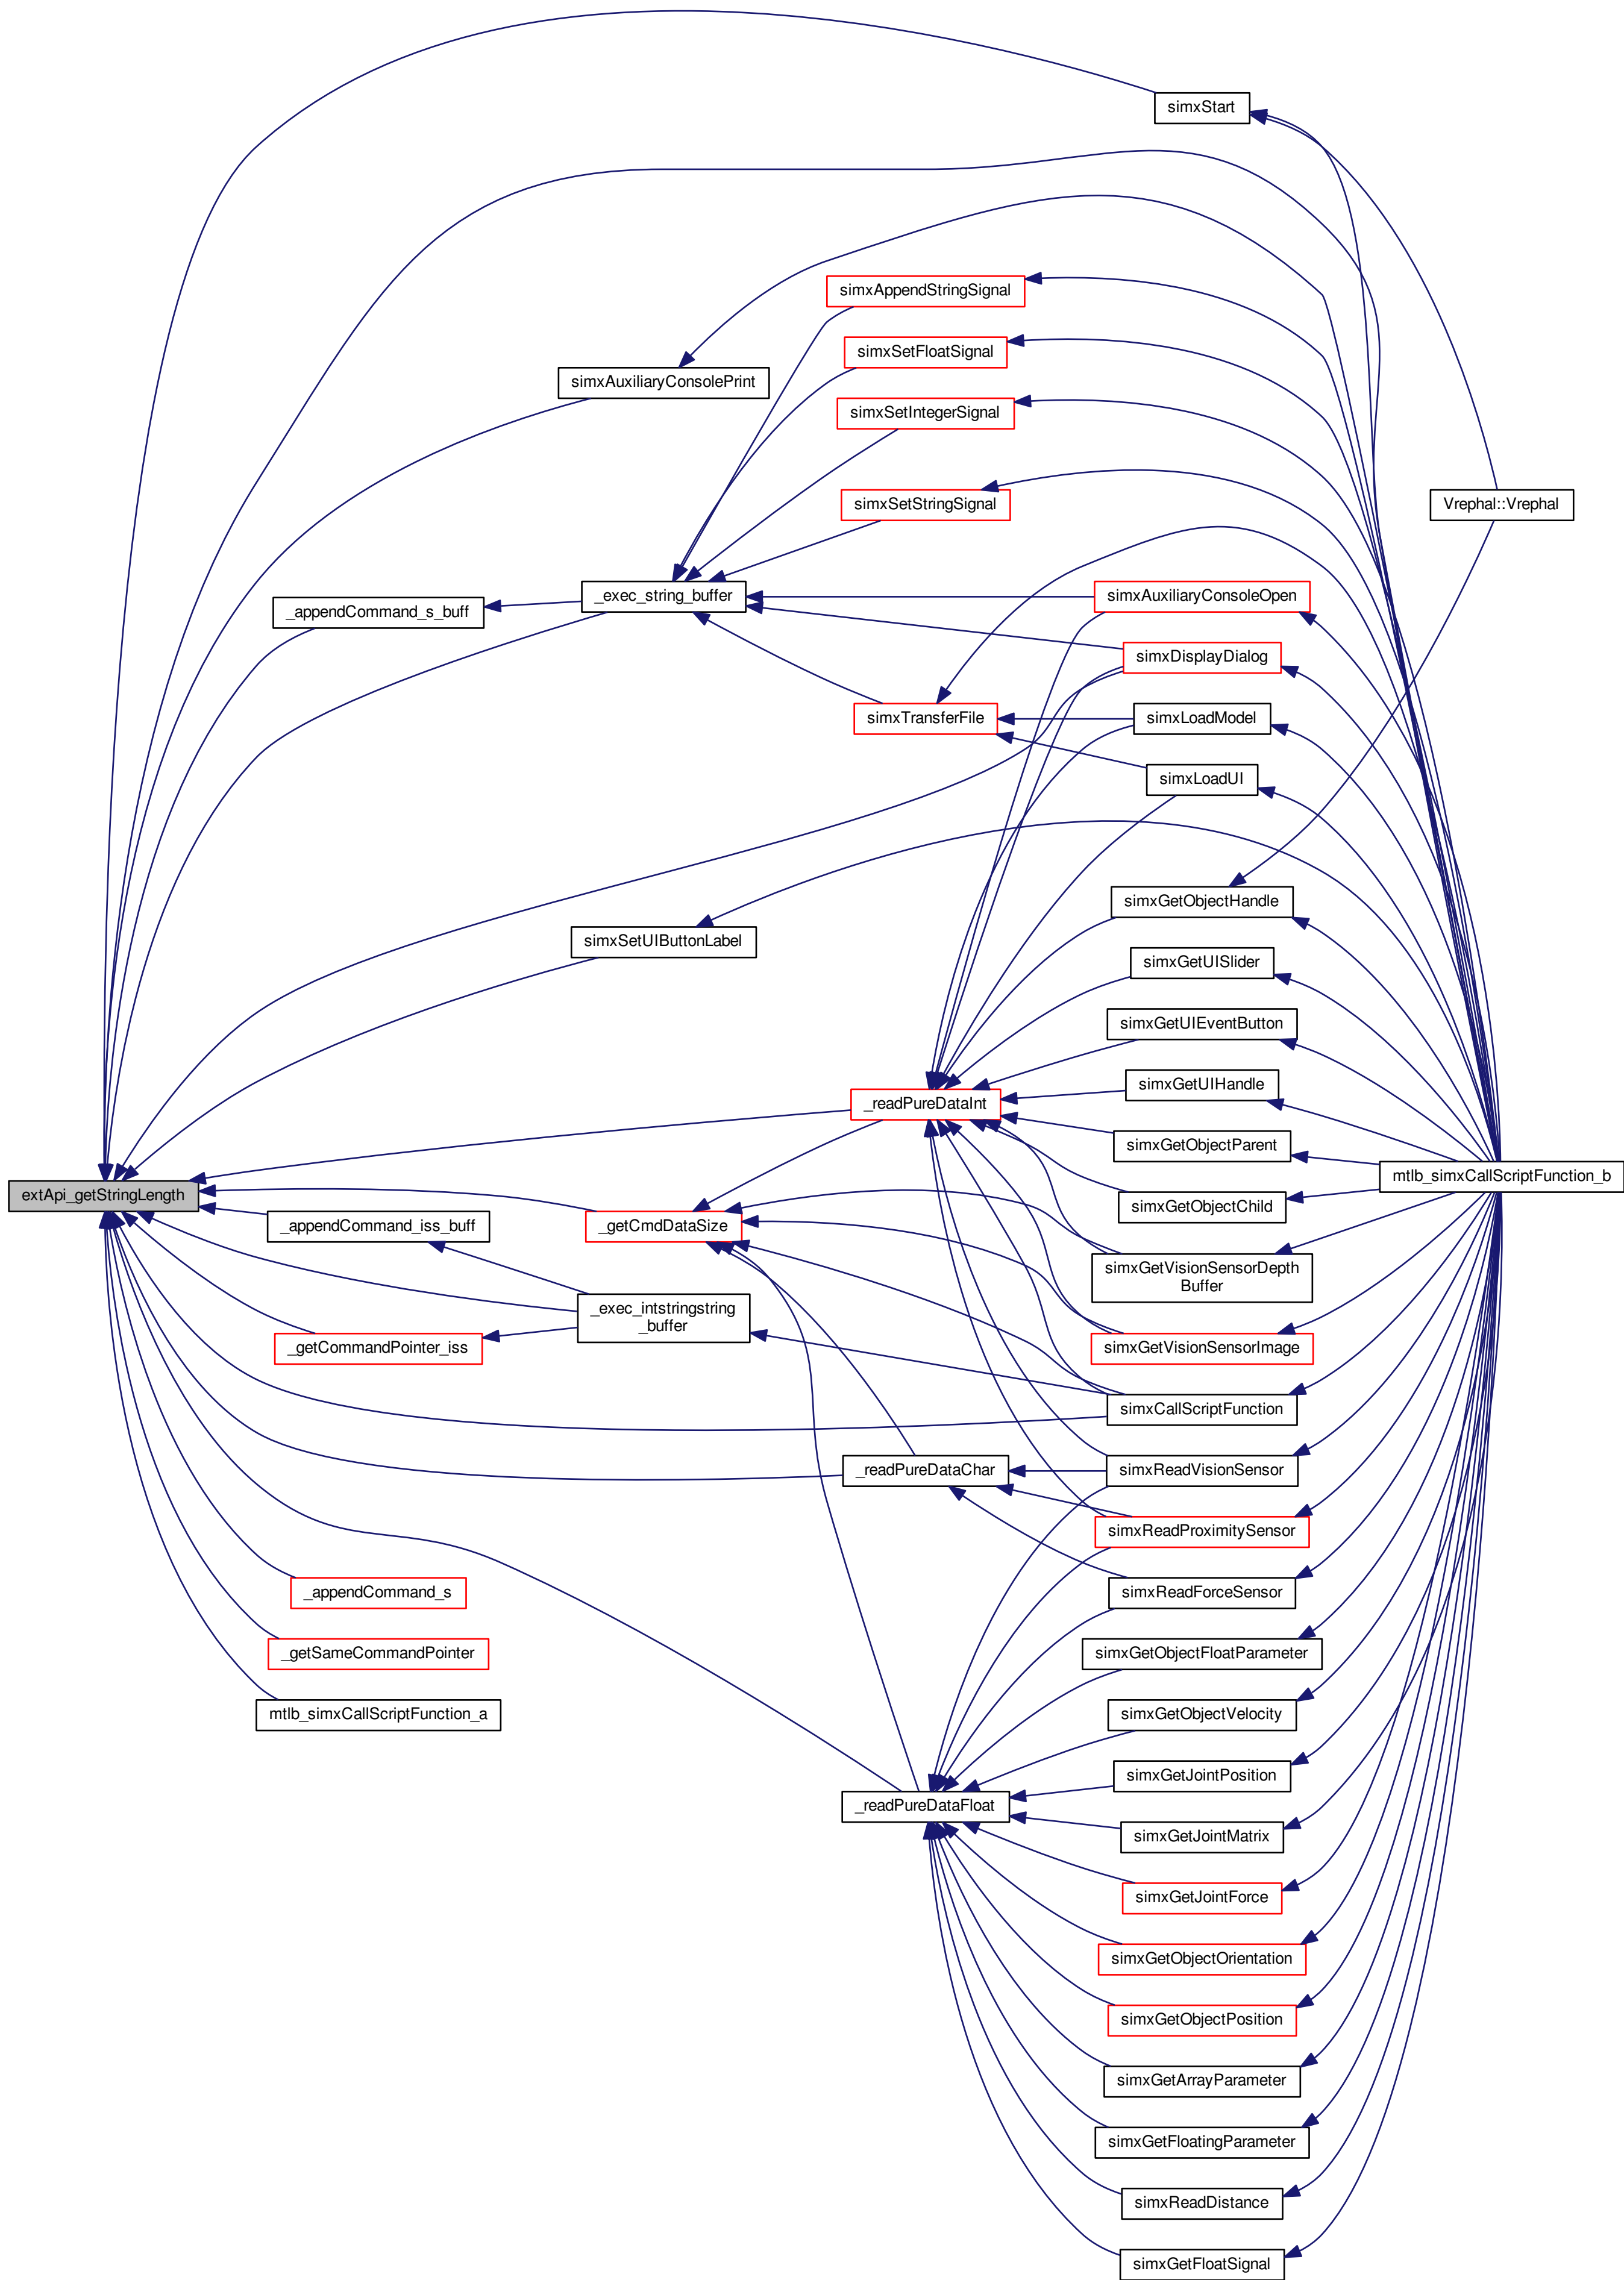 simxStart
simxAppendStringSignal
simxSetFloatSignal
simxAuxiliaryConsolePrint
simxSetIntegerSignal
simxSetStringSignal
Vrephal::Vrephal
_exec_string_buffer
simxAuxiliaryConsoleOpen
_appendCommand_s_buff
simxDisplayDialog
simxTransferFile
simxLoadModel
simxLoadUI
simxGetObjectHandle
simxSetUIButtonLabel
simxGetUISlider
simxGetUIEventButton
simxGetUIHandle
_readPureDataInt
simxGetObjectParent
mtlb_simxCallScriptFunction_b
extApi_getStringLength
simxGetObjectChild
_getCmdDataSize
_appendCommand_iss_buff
simxGetVisionSensorDepth
Buffer
_exec_intstringstring
_buffer
_getCommandPointer_iss
simxGetVisionSensorImage
simxCallScriptFunction
_readPureDataChar
simxReadVisionSensor
simxReadProximitySensor
_appendCommand_s
simxReadForceSensor
_getSameCommandPointer
simxGetObjectFloatParameter
mtlb_simxCallScriptFunction_a
simxGetObjectVelocity
simxGetJointPosition
_readPureDataFloat
simxGetJointMatrix
simxGetJointForce
simxGetObjectOrientation
simxGetObjectPosition
simxGetArrayParameter
simxGetFloatingParameter
simxReadDistance
simxGetFloatSignal